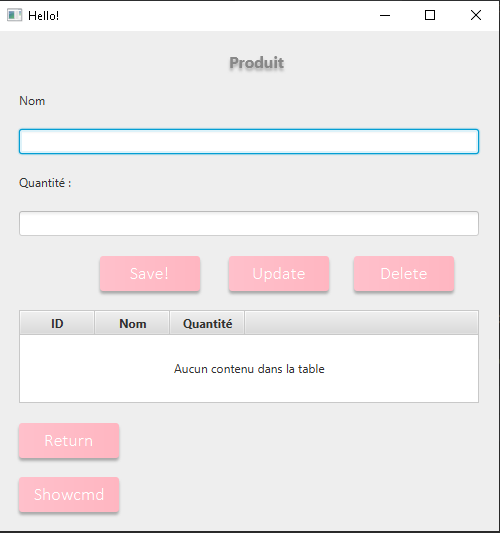 Hello!
Produit
Nom
Quantité :
Save! Update Delete
ID Nom Quantité
Aucun contenu dans la table
Return
Showcmd